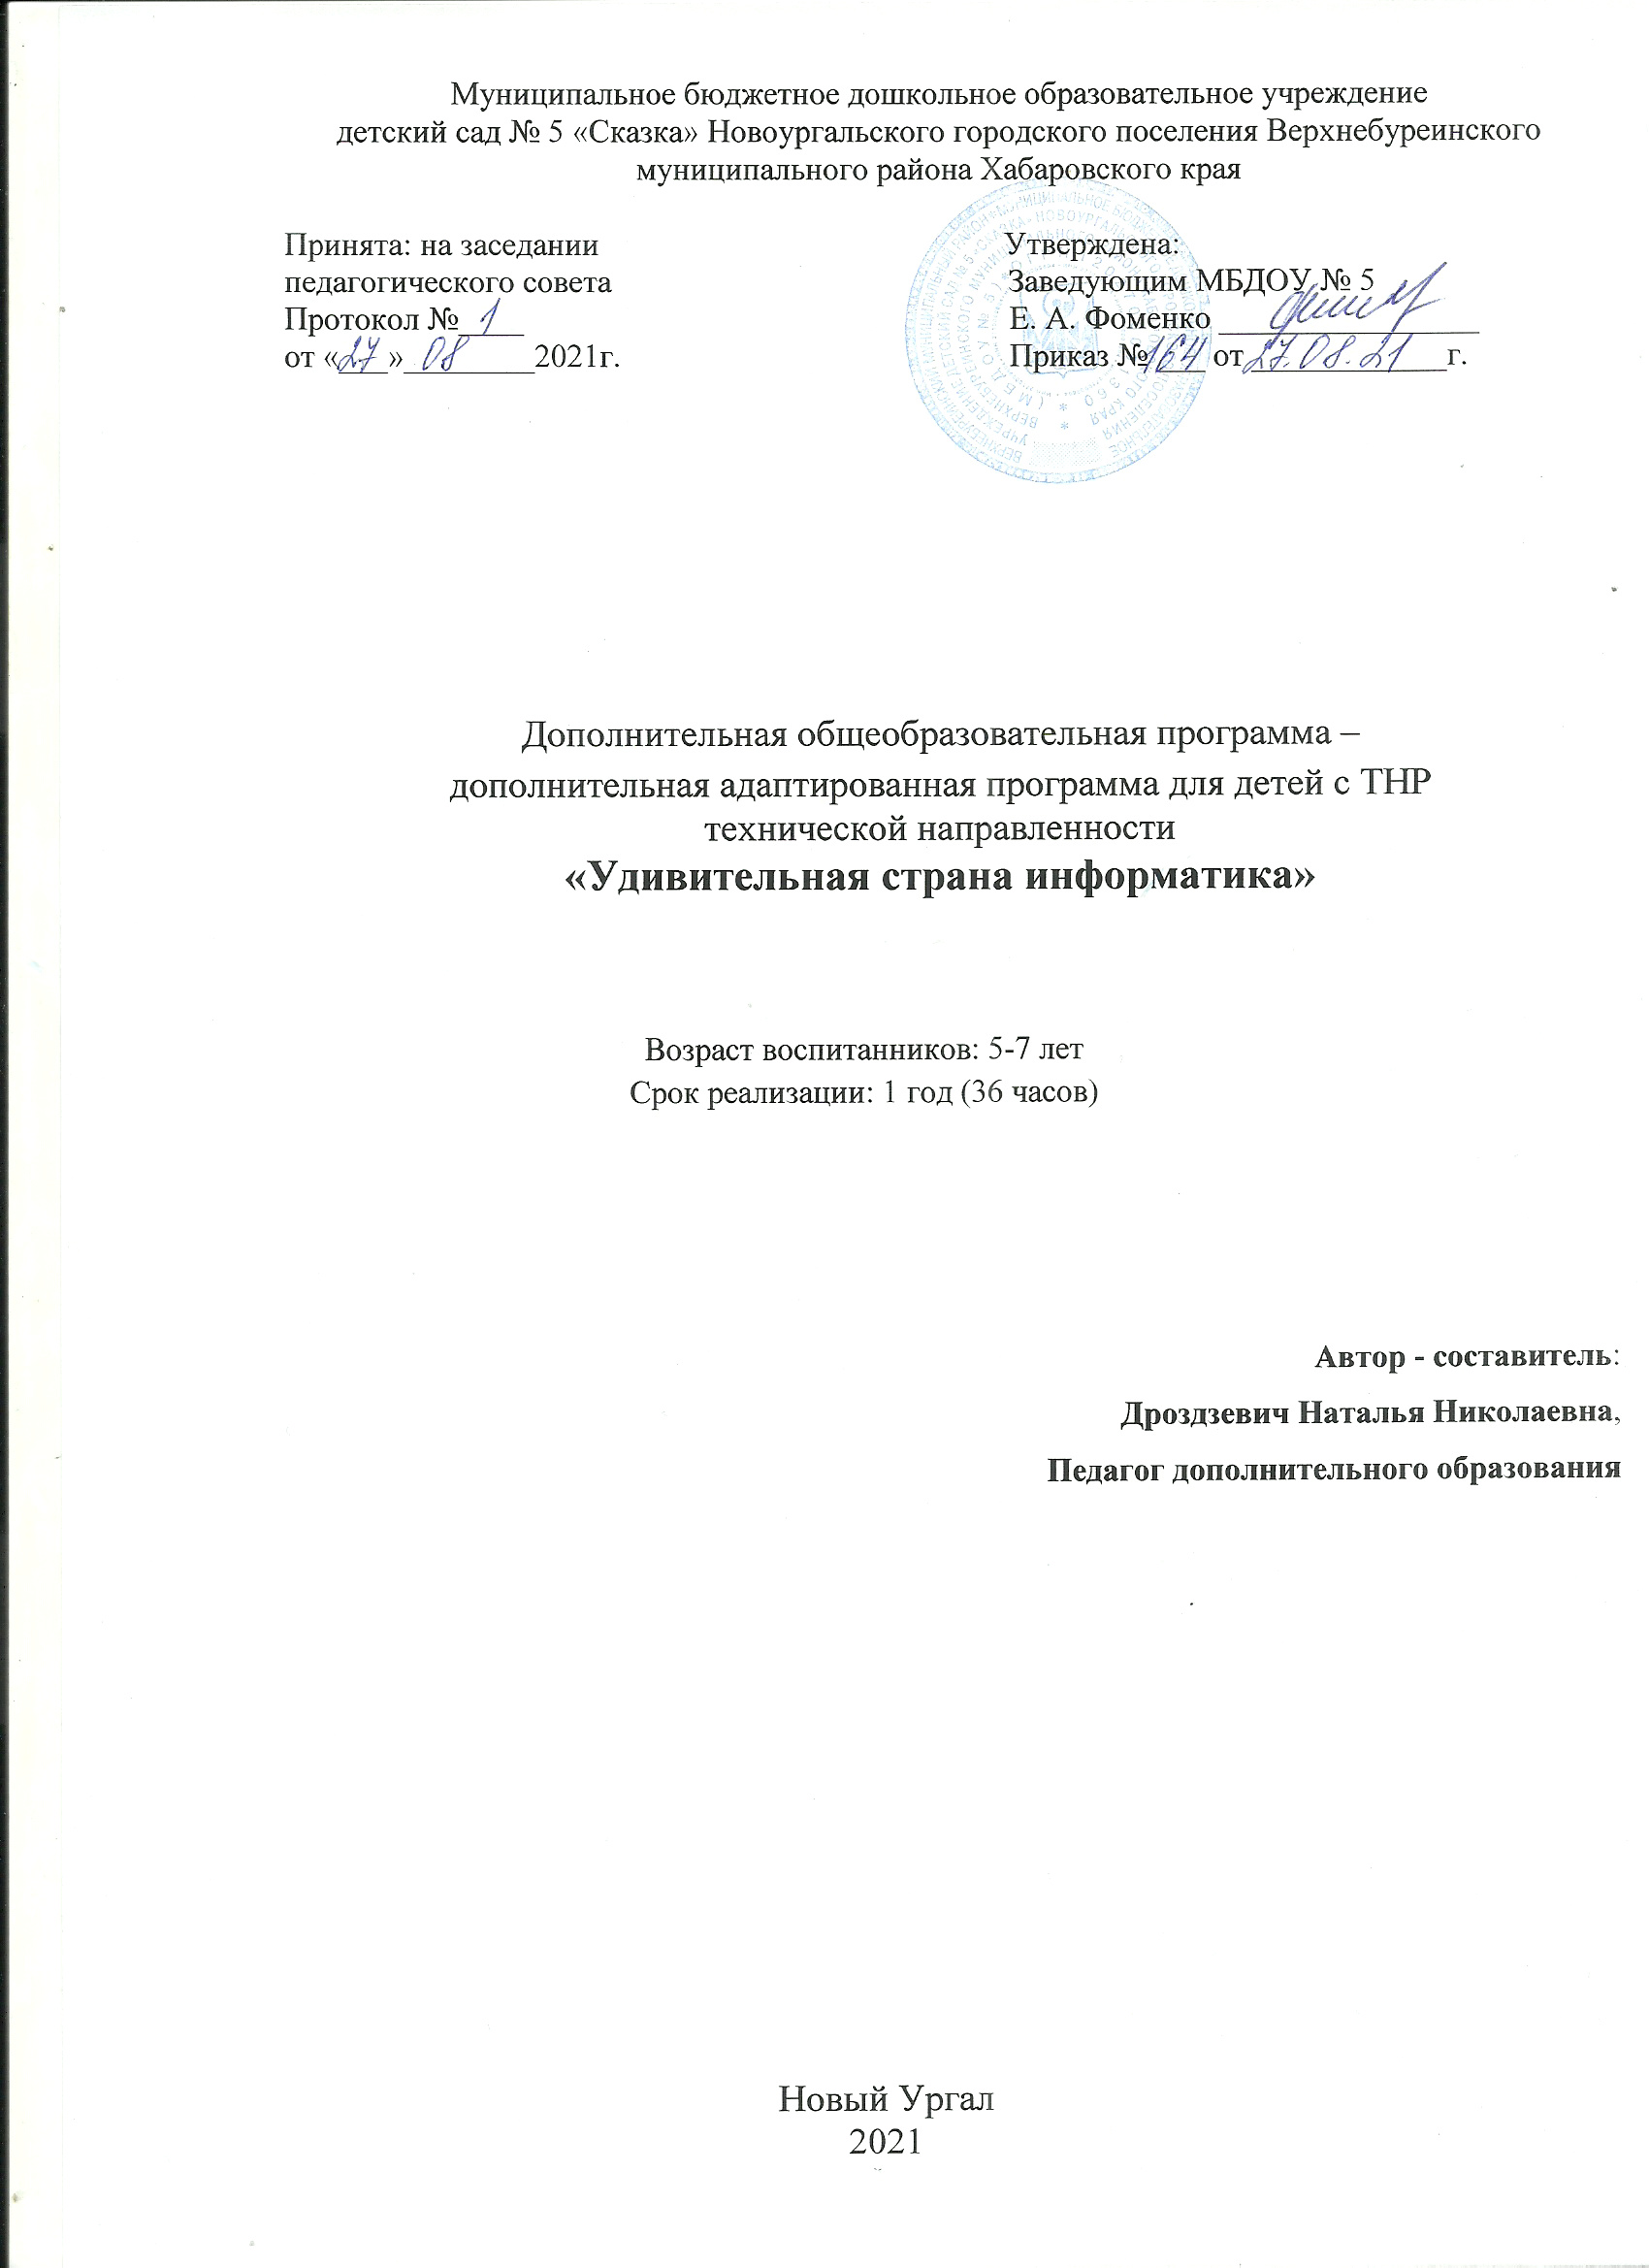 Муниципальное бюджетное дошкольное образовательное учреждение
детский сад № 5 «Сказка» Новоургальского городского поселения Верхнебуреинского
муниципального района Хабаровского края
Принята: на заседании
педагогического совета
Протокол № 1
от «27» 08 2021г.
Утверждена:
Заведующим МБДОУ № 5
Е. А. Фоменко
Приказ № 164 от 27.08.21 г.
Дополнительная общеобразовательная программа –
дополнительная адаптированная программа для детей с ТНР
технической направленности
«Удивительная страна информатика»
Возраст воспитанников: 5-7 лет
Срок реализации: 1 год (36 часов)
Автор - составитель:
Дроздзевич Наталья Николаевна,
Педагог дополнительного образования
Новый Ургал
2021